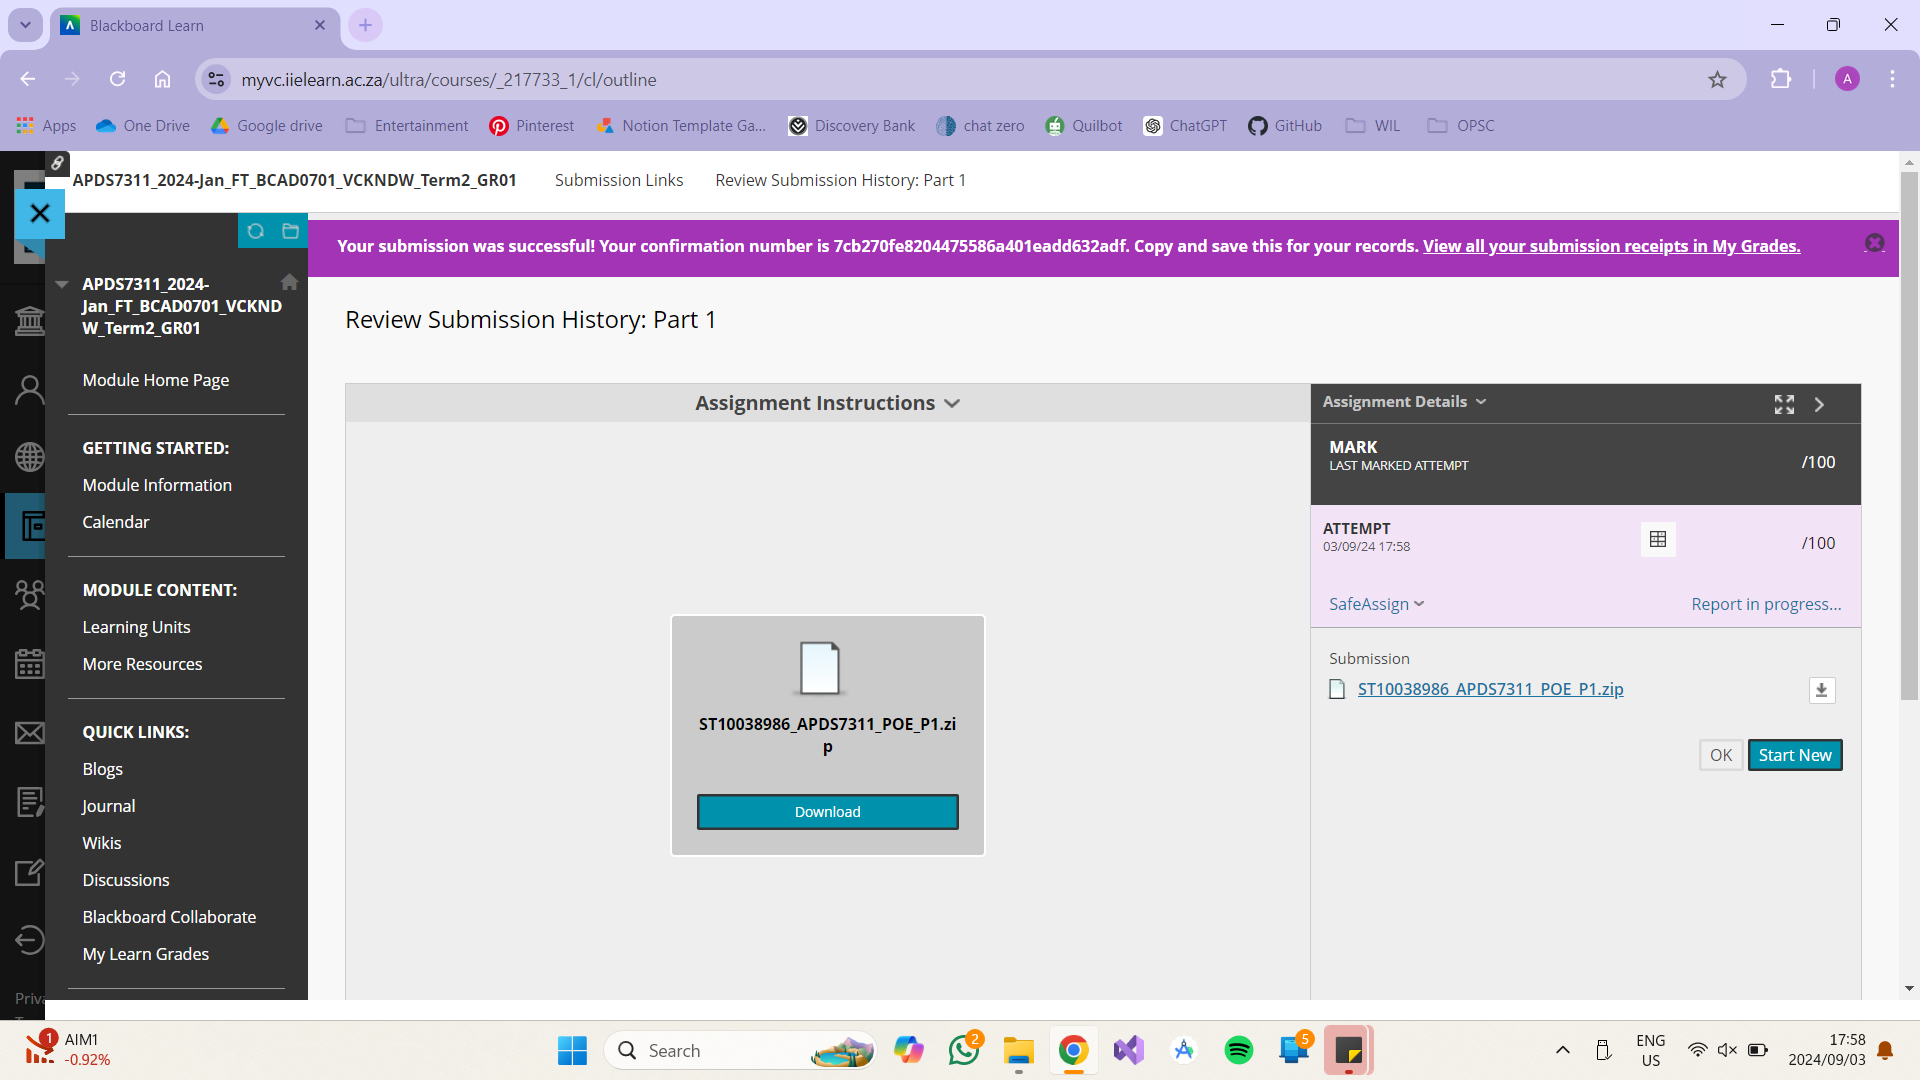 Blackboard Learn
myvc.iielearn.ac.za/ultra/courses/_217733_1/cl/outline
A
Apps
One Drive
Google drive
Entertainment
Pinterest
Notion Template Ga...
Discovery Bank
chat zero
Quilbot
ChatGPT
GitHub
WIL
OPSC
APDS7311_2024-Jan_FT_BCAD0701_VCKNDW_Term2_GR01
Submission Links
Review Submission History: Part 1
Your submission was successful! Your confirmation number is 7cb270fe8204475586a401eadd632adf. Copy and save this for your records. View all your submission receipts in My Grades.
APDS7311_2024-
Jan_FT_BCAD0701_VCKND
W_Term2_GR01
Module Home Page
GETTING STARTED:
Module Information
Calendar
MODULE CONTENT:
Learning Units
More Resources
QUICK LINKS:
Blogs
Journal
Wikis
Discussions
Blackboard Collaborate
My Learn Grades
Priva
Review Submission History: Part 1
Assignment Instructions
ST10038986_APDS7311_POE_P1.zi
p
Download
Assignment Details
MARK
LAST MARKED ATTEMPT
/100
ATTEMPT
03/09/24 17:58
/100
SafeAssign
Report in progress...
Submission
ST10038986_APDS7311_POE_P1.zip
OK
Start New
1
AIM1
-0.92%
Search
2
5
ENG
US
17:58
2024/09/03